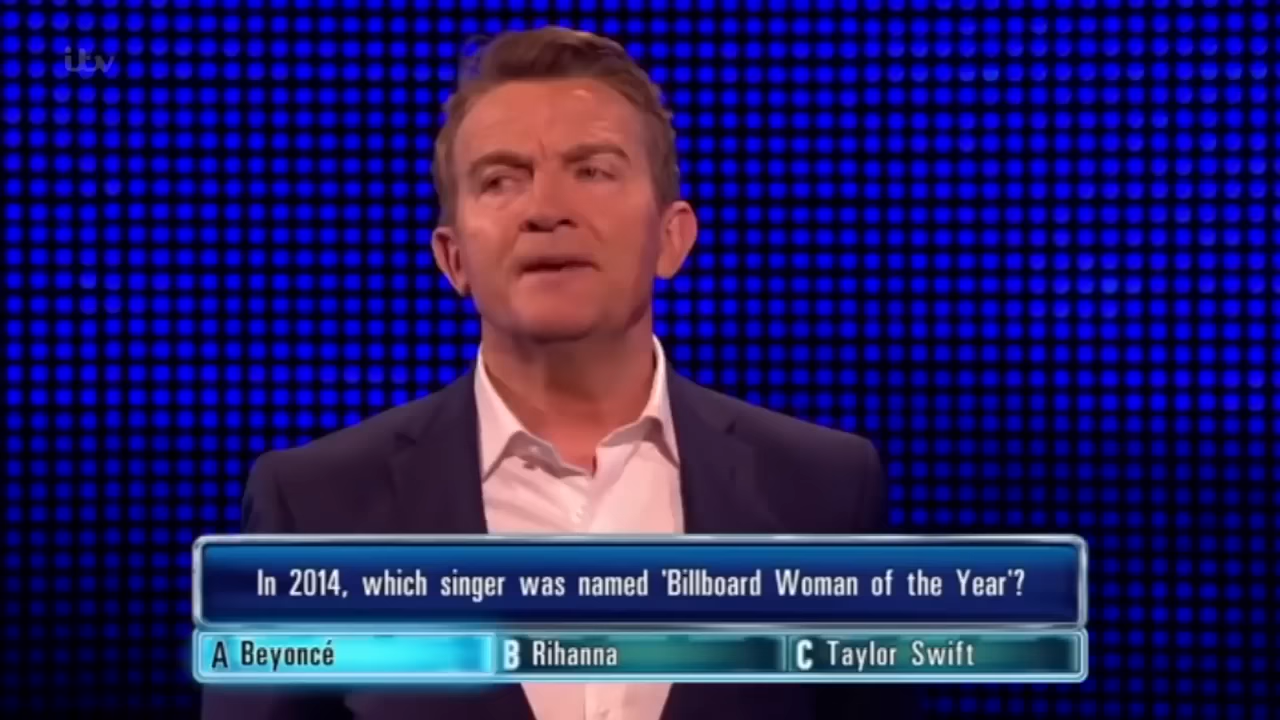 itv
In 2014, which singer was named 'Billboard Woman of the Year'?
A Beyoncé B Rihanna C Taylor Swift